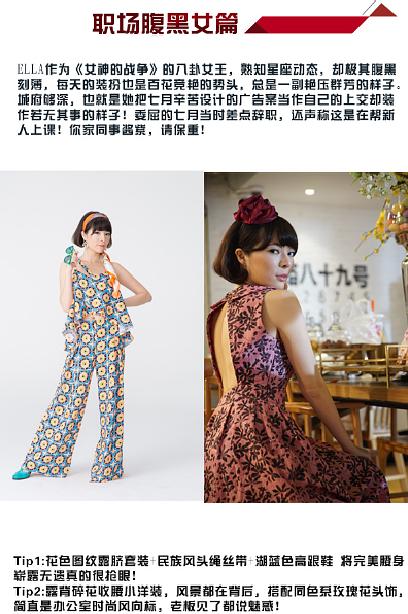 职场腹黑女篇
ELLA作为《女神的战争》的八卦女王，熟知星座动态，却极其腹黑
刻薄，每天的装扮也是百花竞艳的势头，总是一副艳压群芳的样子。
城府够深，也就是她把七月辛苦设计的广告案当作自己的上交却装
作若无其事的样子！委屈的七月当时差点辞职，还声称这是在帮新
人上课！你家同事酱紫，请保重！
八十九号
Tip1:花色图纹露脐套装+民族风头绳丝带+湖蓝色高跟鞋 将完美腰身
崭露无遗真的很抢眼！
Tip2:露背碎花收腰小洋装，风景都在背后，搭配同色系玫瑰花头饰，
简直是办公室时尚风向标，老板见了都说魅惑！